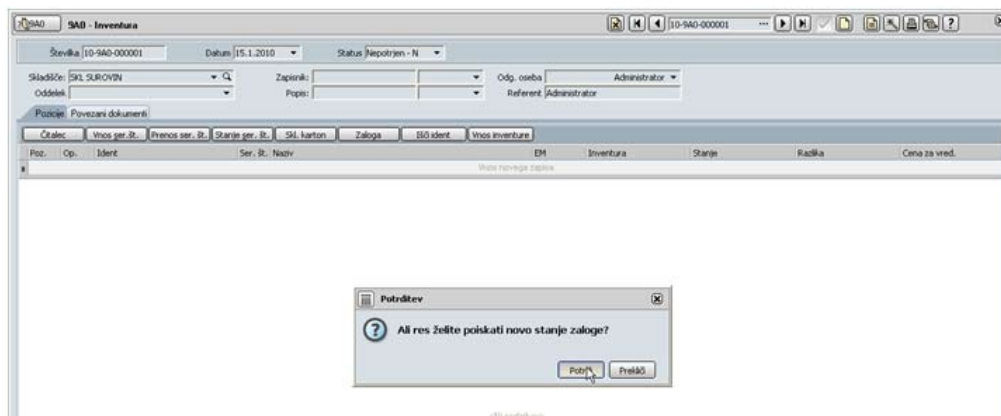 9A0 9A0 - Inventura 10-9A0-000001 ... ?
Številka 10-9A0-000001 Datum 15.1.2010 Status Nepotrjen - N
Skladišče: SKL SUROVIN Zapisnik: Odg. oseba Administrator
Oddelek Popis: Referent Administrator
Pozicije Povezani dokumenti
Čitalec Vnos ser.št. Prenos ser. št. Stanje ser. št. Skl. karton Zaloga Išči ident Vnos inventure
Poz. Op. Ident Ser. št. Naziv EM Inventura Stanje Razlika Cena za vred.
Vnos novega zapisa
Potrditev
Ali res želite poiskati novo stanje zaloge?
Potrdi Prekliči